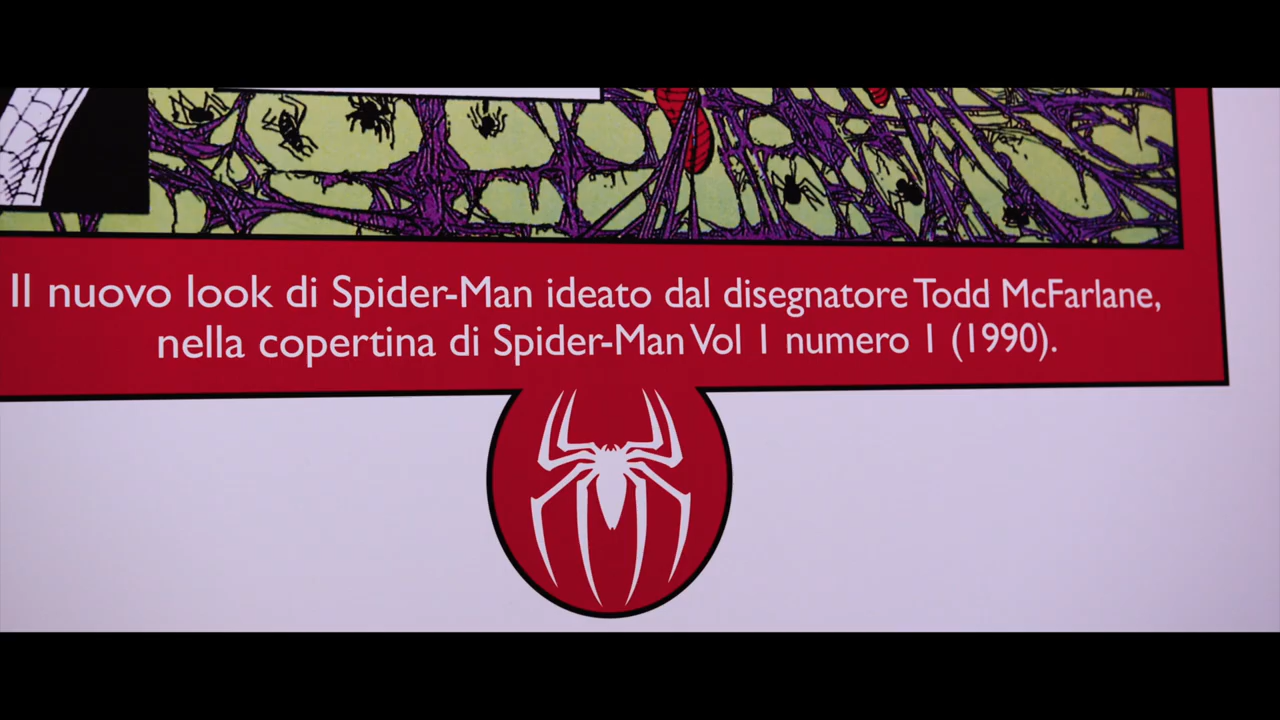 Il nuovo look di Spider-Man ideato dal disegnatore Todd McFarlane,
nella copertina di Spider-Man Vol 1 numero 1 (1990).